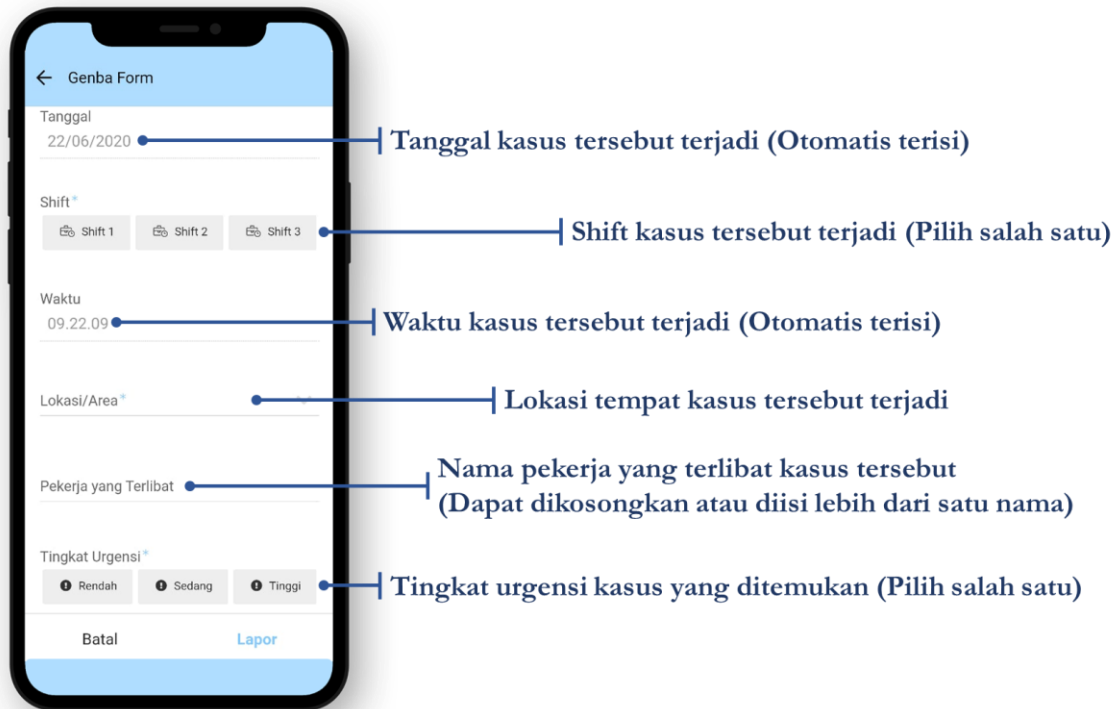 Genba Form
Tanggal
22/06/2020
Tanggal kasus tersebut terjadi (Otomatis terisi)
Shift*
Shift 1 Shift 2 Shift 3
Shift kasus tersebut terjadi (Pilih salah satu)
Waktu
09.22.09
Waktu kasus tersebut terjadi (Otomatis terisi)
Lokasi/Area*
Lokasi tempat kasus tersebut terjadi
Pekerja yang Terlibat
Nama pekerja yang terlibat kasus tersebut
(Dapat dikosongkan atau diisi lebih dari satu nama)
Tingkat Urgensi*
Rendah Sedang Tinggi
Tingkat urgensi kasus yang ditemukan (Pilih salah satu)
Batal Lapor